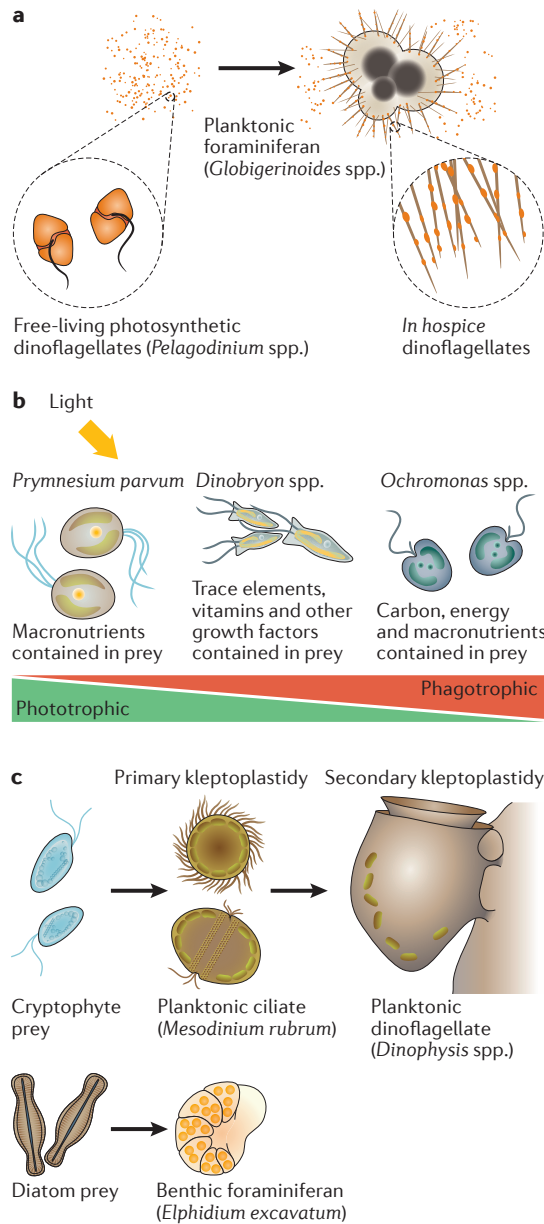 a
Planktonic
foraminiferan
(Globigerinoides spp.)
Free-living photosynthetic
dinoflagellates (Pelagodinium spp.)
In hospice
dinoflagellates
b
Light
Prymnesium parvum
Dinobryon spp.
Ochromonas spp.
Macronutrients
contained in prey
Trace elements,
vitamins and other
growth factors
contained in prey
Carbon, energy
and macronutrients
contained in prey
Phagotrophic
Phototrophic
c
Primary kleptoplastidy
Secondary kleptoplastidy
Cryptophyte
prey
Planktonic ciliate
(Mesodinium rubrum)
Planktonic
dinoflagellate
(Dinophysis spp.)
Diatom prey
Benthic foraminiferan
(Elphidium excavatum)